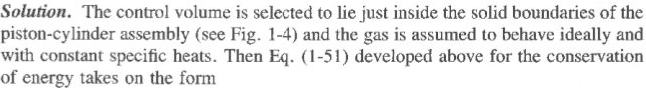 Solution. The control volume is selected to lie just inside the solid boundaries of the
piston-cylinder assembly (see Fig. 1-4) and the gas is assumed to behave ideally and
with constant specific heats. Then Eq. (1-51) developed above for the conservation
of energy takes on the form